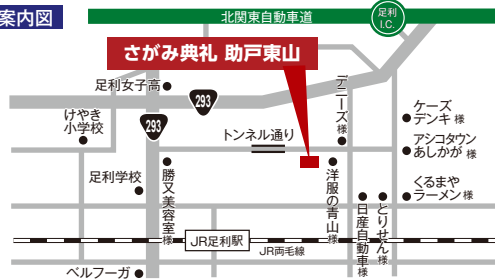 案内図
北関東自動車道
足利
I.C.
さがみ典礼 助戸東山
足利女子高
293
デニーズ様
けやき
小学校
293
トンネル通り
ケーズ
デンキ 様
アシコタウン
あしかが 様
足利学校
勝又美容室様
洋服の青山様
くるまや
ラーメン 様
日産自動車様
とりせん様
JR足利駅
JR両毛線
ベルフーガ